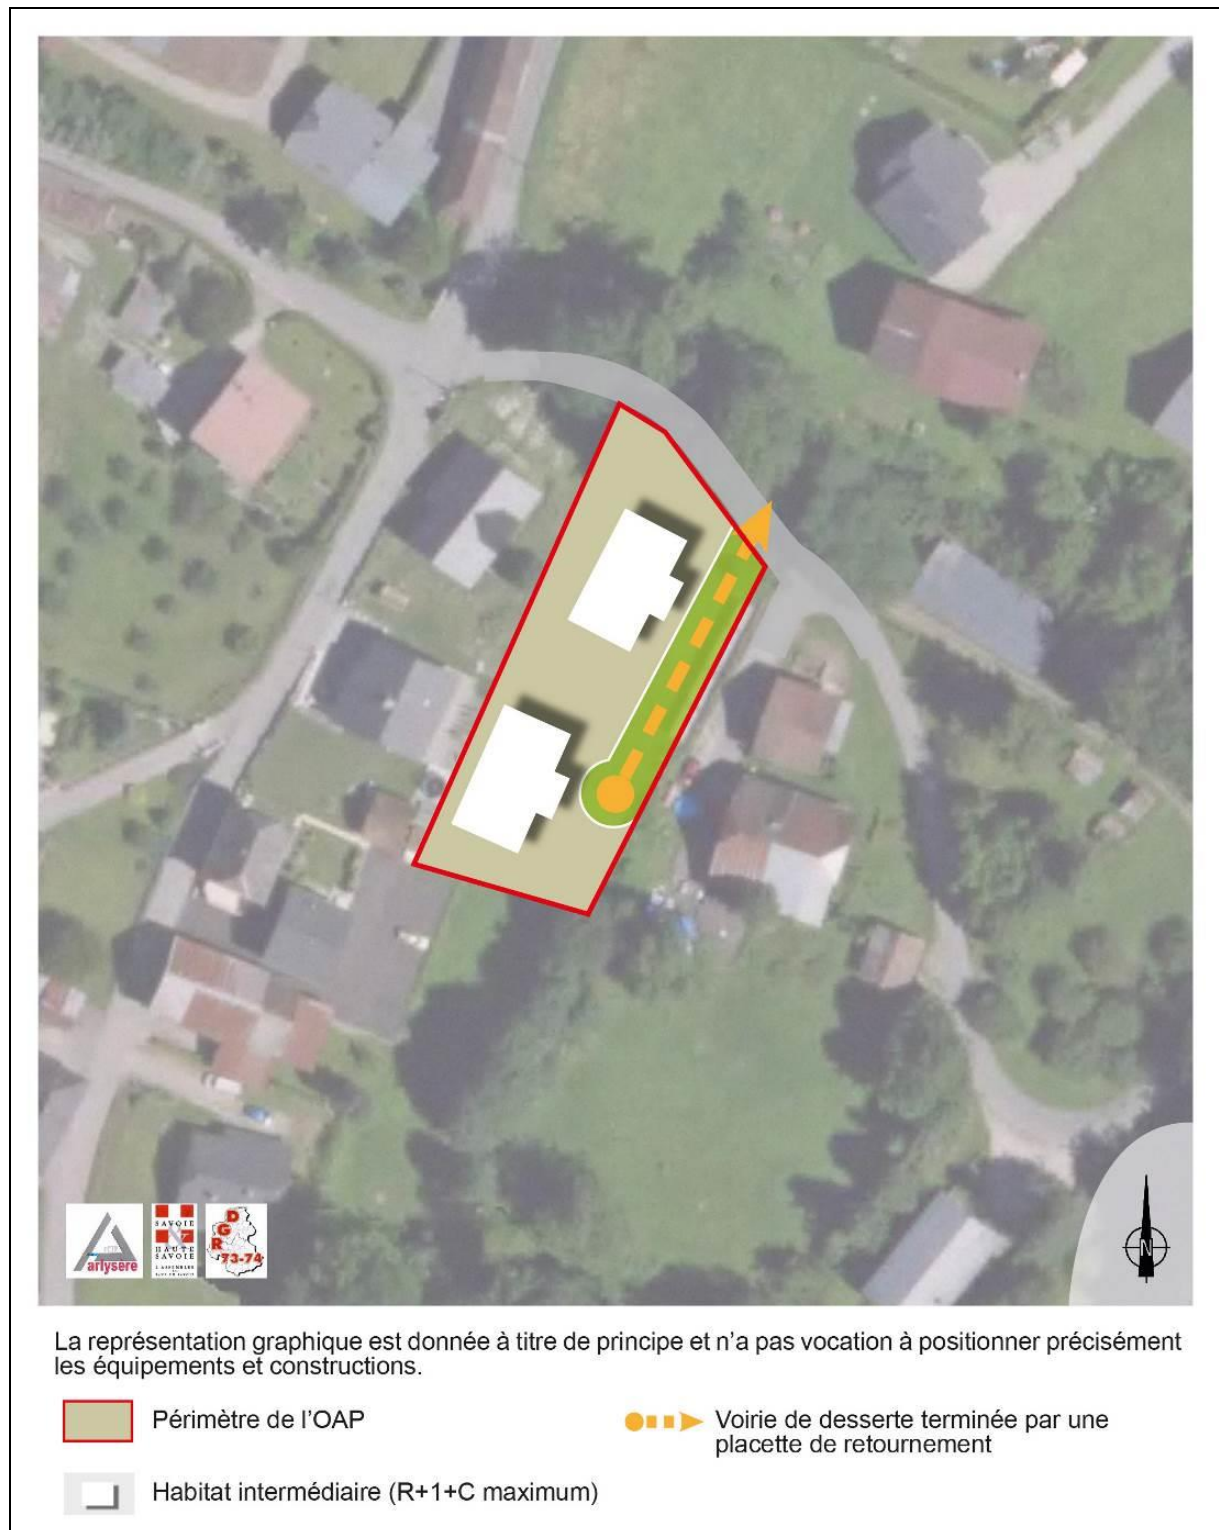 arlysere
SAVOIE
HAUTE
SAVOIE
D
G
R
73-74
N
La représentation graphique est donnée à titre de principe et n'a pas vocation à positionner précisément
les équipements et constructions.
Périmètre de l'OAP
Voirie de desserte terminée par une
placette de retournement
Habitat intermédiaire (R+1+C maximum)